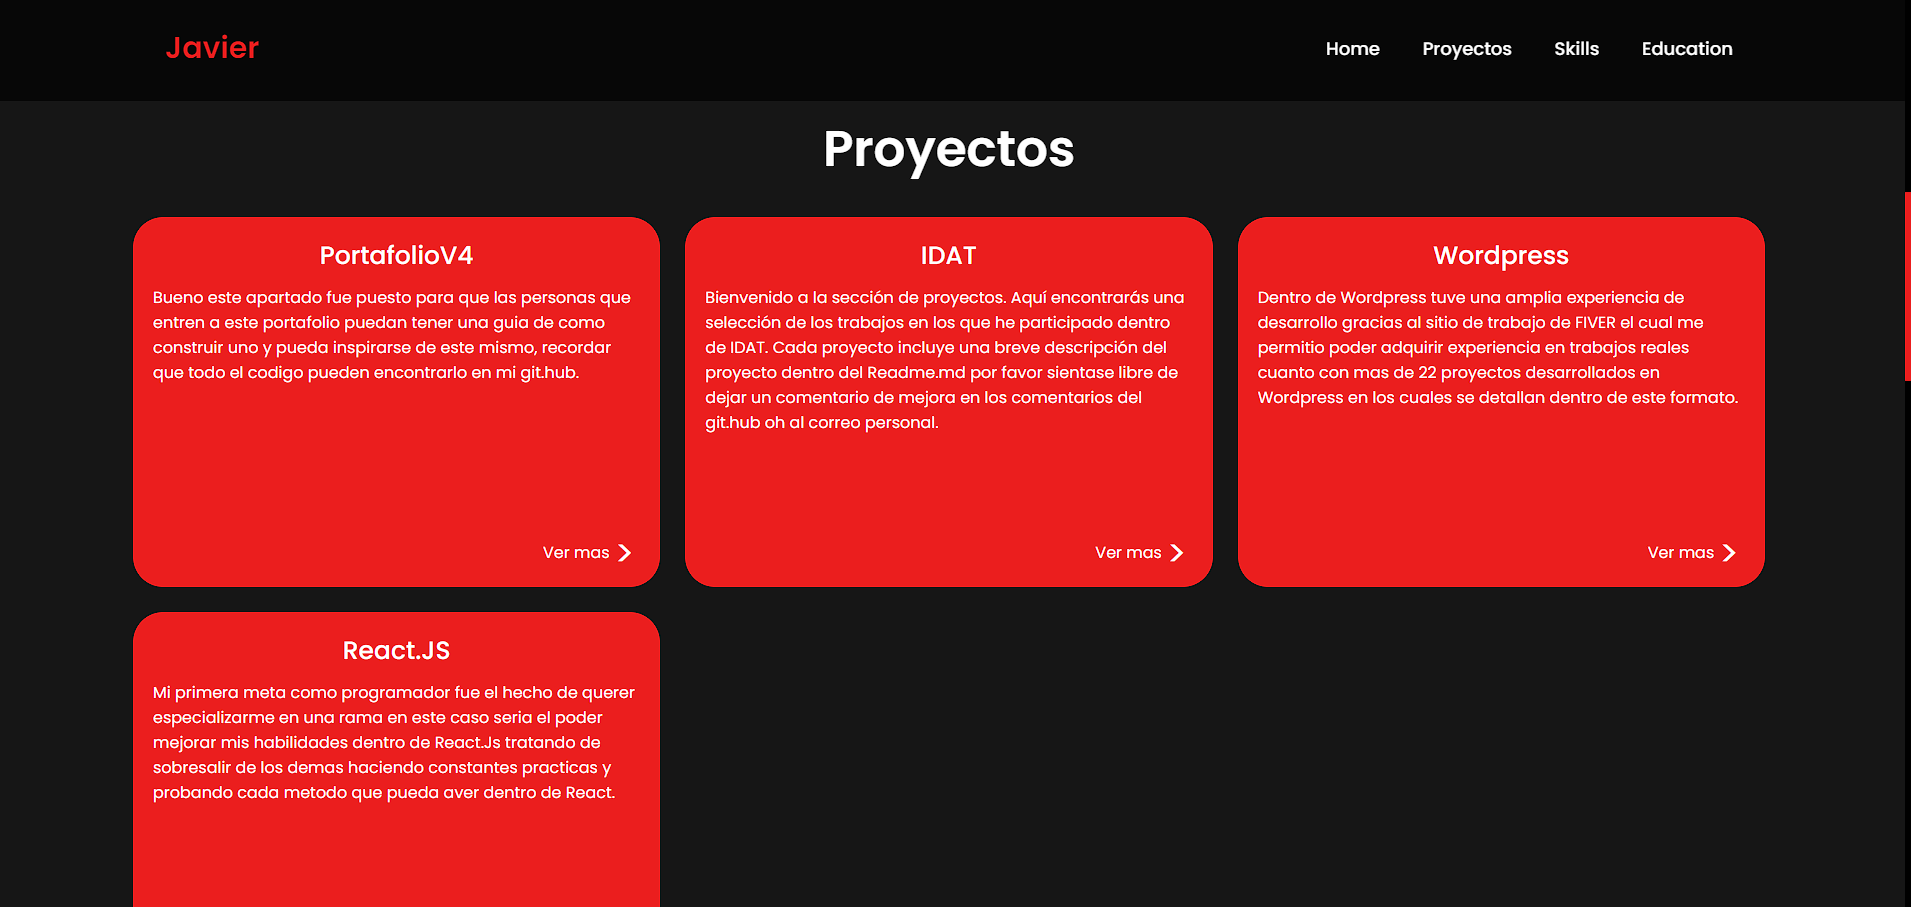 Javier
Home Proyectos Skills Education
Proyectos
PortafolioV4
Bueno este apartado fue puesto para que las personas que
entren a este portafolio puedan tener una guia de como
construir uno y pueda inspirarse de este mismo, recordar
que todo el codigo pueden encontrarlo en mi git.hub.
Ver mas
IDAT
Bienvenido a la sección de proyectos. Aquí encontrarás una
selección de los trabajos en los que he participado dentro
de IDAT. Cada proyecto incluye una breve descripción del
proyecto dentro del Readme.md por favor sientase libre de
dejar un comentario de mejora en los comentarios del
git.hub oh al correo personal.
Ver mas
Wordpress
Dentro de Wordpress tuve una amplia experiencia de
desarrollo gracias al sitio de trabajo de FIVER el cual me
permitio poder adquirir experiencia en trabajos reales
cuanto con mas de 22 proyectos desarrollados en
Wordpress en los cuales se detallan dentro de este formato.
Ver mas
React.JS
Mi primera meta como programador fue el hecho de querer
especializarme en una rama en este caso seria el poder
mejorar mis habilidades dentro de React.Js tratando de
sobresalir de los demas haciendo constantes practicas y
probando cada metodo que pueda aver dentro de React.